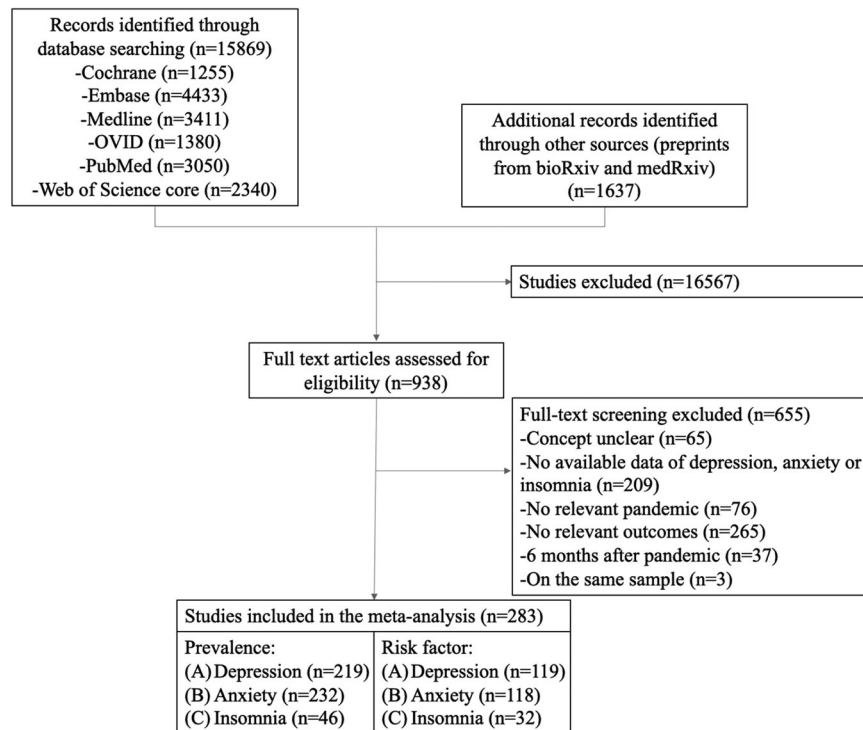 Records identified through
database searching (n=15869)
-Cochrane (n=1255)
-Embase (n=4433)
-Medline (n=3411)
-OVID (n=1380)
-PubMed (n=3050)
-Web of Science core (n=2340)
Additional records identified
through other sources (preprints
from bioRxiv and medRxiv)
(n=1637)
Studies excluded (n=16567)
Full text articles assessed for
eligibility (n=938)
Full-text screening excluded (n=655)
-Concept unclear (n=65)
-No available data of depression, anxiety or
insomnia (n=209)
-No relevant pandemic (n=76)
-No relevant outcomes (n=265)
-6 months after pandemic (n=37)
-On the same sample (n=3)
Studies included in the meta-analysis (n=283)
Prevalence:
(A) Depression (n=219)
(B) Anxiety (n=232)
(C) Insomnia (n=46)
Risk factor:
(A) Depression (n=119)
(B) Anxiety (n=118)
(C) Insomnia (n=32)